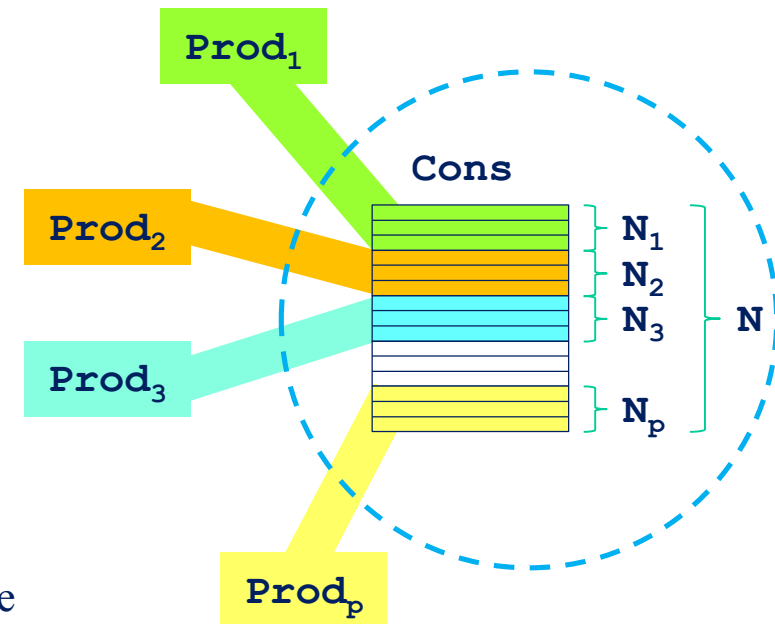 Prod₁
Cons
Prod₂
N₁
N₂
N₃
N
Prod₃
Nₚ
Prodₚ
e